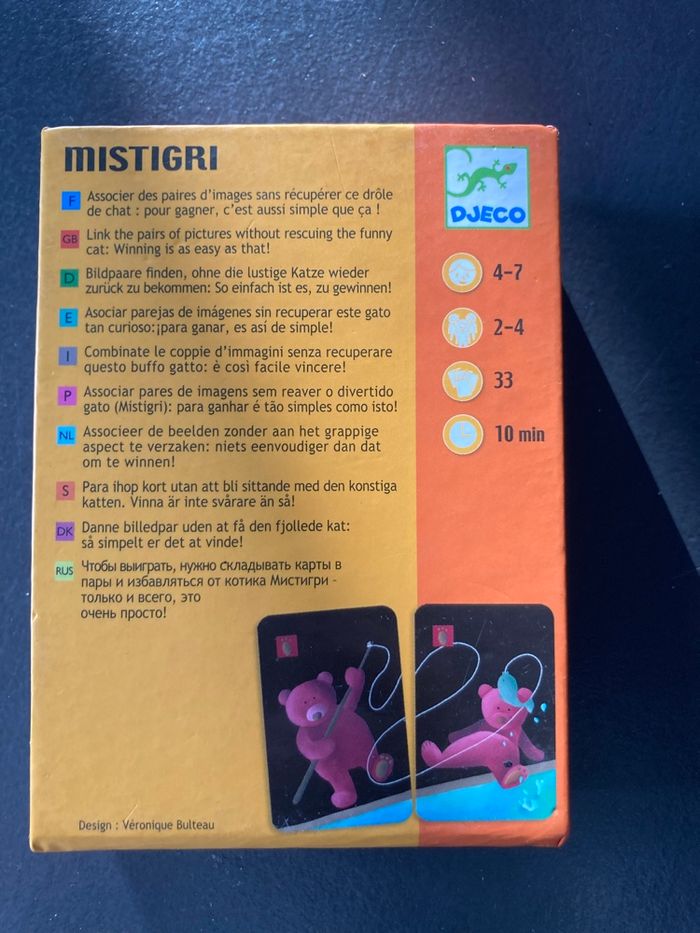 MISTIGRI
F Associer des paires d'images sans récupérer ce drôle
de chat : pour gagner, c'est aussi simple que ça !
GB Link the pairs of pictures without rescuing the funny
cat: Winning is as easy as that!
D Bildpaare finden, ohne die lustige Katze wieder
zurück zu bekommen: So einfach ist es, zu gewinnen!
E Asociar parejas de imágenes sin recuperar este gato
tan curioso:¡para ganar, es así de simple!
I Combinate le coppie d'immagini senza recuperare
questo buffo gatto: è così facile vincere!
P Associar pares de imagens sem reaver o divertido
gato (Mistigri): para ganhar é tão simples como isto!
NL Associeer de beelden zonder aan het grappige
aspect te verzaken: niets eenvoudiger dan dat
om te winnen!
S Para ihop kort utan att bli sittande med den konstiga
katten. Vinna är inte svårare än så!
DK Danne billedpar uden at få den fjollede kat:
så simpelt er det at vinde!
RUS Чтобы выиграть, нужно складывать карты в
пары и избавляться от котика Мистигри –
только и всего, это
очень просто!
Design : Véronique Bulteau
DJECO
4-7
2-4
33
10 min